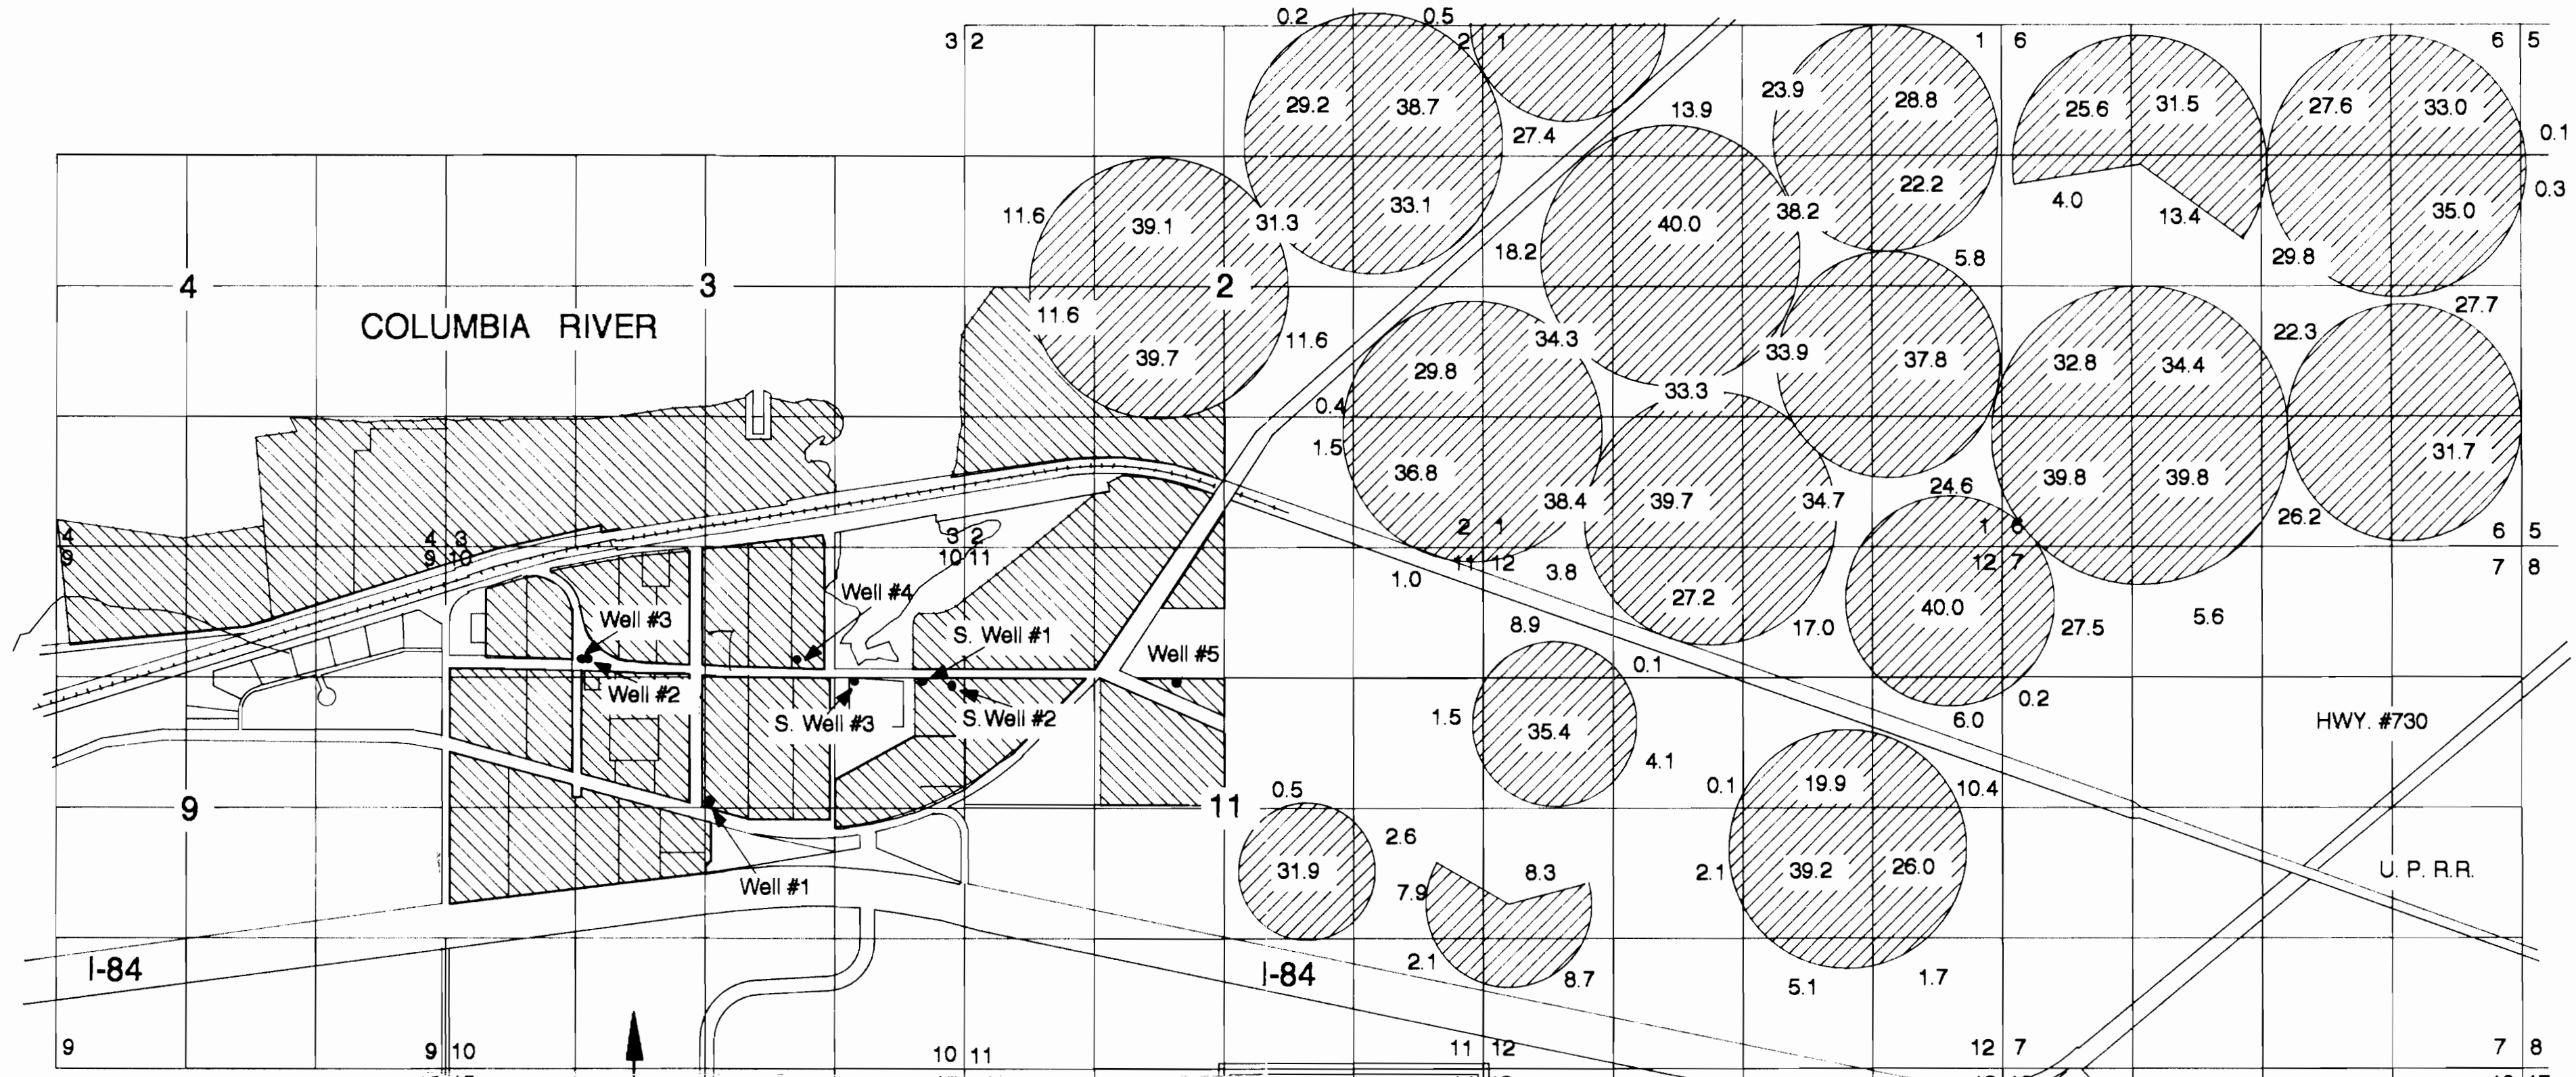 0.2 0.5
3 2 2 1 1 6 6 5
29.2 38.7 27.4 13.9 23.9 28.8 25.6 31.5 27.6 33.0 0.1
11.6 39.1 31.3 33.1 18.2 40.0 38.2 22.2 4.0 13.4 35.0 0.3
4 3 2 5.8 29.8
COLUMBIA RIVER
11.6 39.7 11.6 29.8 34.3 33.9 37.8 32.8 34.4 22.3 27.7
0.4 33.3
1.5 36.8 38.4 39.7 34.7 24.6 39.8 39.8 26.2 31.7
4 4 3 3 2 2 1 1 6 6 5
9 9 10 10 11 11 12 12 7 7 8
1.0 3.8
Well #4
27.2 40.0 5.6
Well #3 S. Well #1 8.9 17.0 27.5
Well #5 0.1
Well #2 0.2
S. Well #3 S. Well #2 1.5 35.4 6.0 HWY. #730
4.1
0.5 0.1 19.9 10.4
9 11
2.6
Well #1 31.9 7.9 8.3 2.1 39.2 26.0 U. P. R.R.
I-84 I-84 2.1 8.7 5.1 1.7
9 9 10 10 11 11 12 12 7 7 8